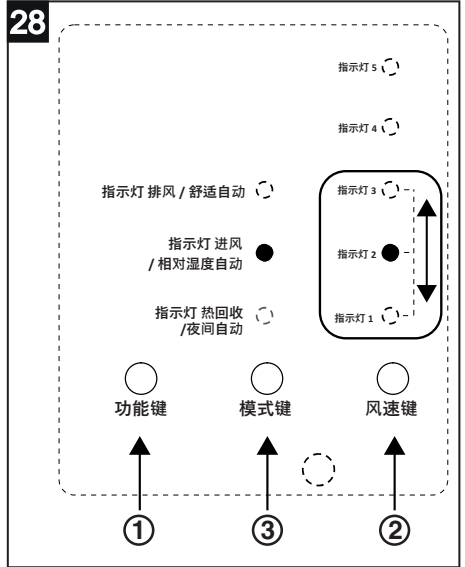 28
指示灯 5
指示灯 4
指示灯 排风 / 舒适自动
指示灯 3
指示灯 进风
/ 相对湿度自动
指示灯 2
指示灯 热回收
/夜间自动
指示灯 1
功能键
模式键
风速键
①
③
②